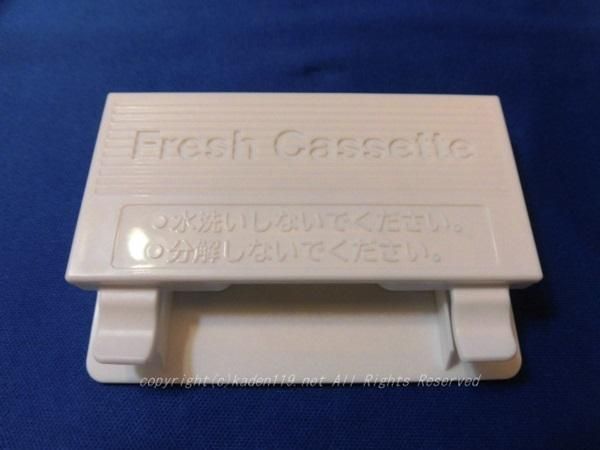 Fresh Cassette
●水洗いしないでください。
●分解しないでください。
copyright(c)kaden119.net All Rights Reserved